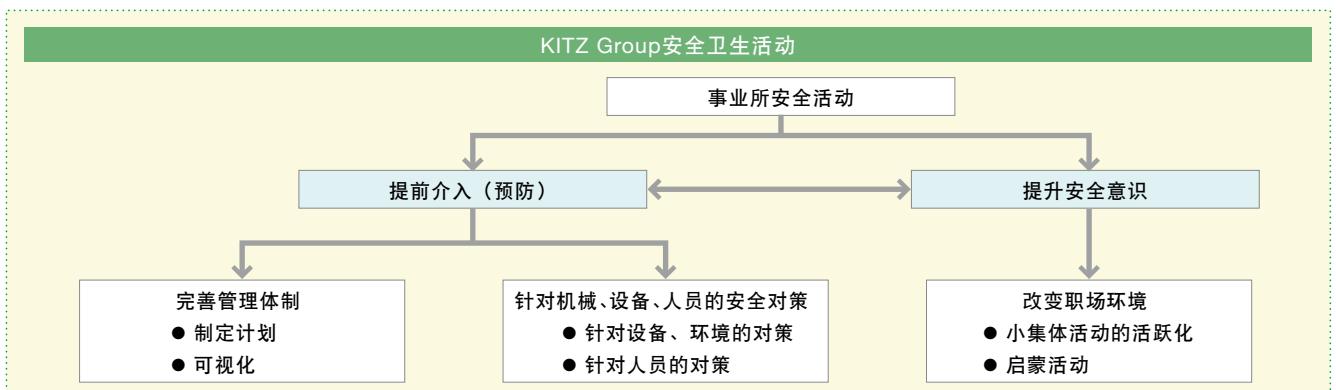 KITZ Group安全卫生活动
事业所安全活动
提前介入（预防）
提升安全意识
完善管理体制
● 制定计划
● 可视化
针对机械、设备、人员的安全对策
● 针对设备、环境的对策
● 针对人员的对策
改变职场环境
● 小集体活动的活跃化
● 启蒙活动